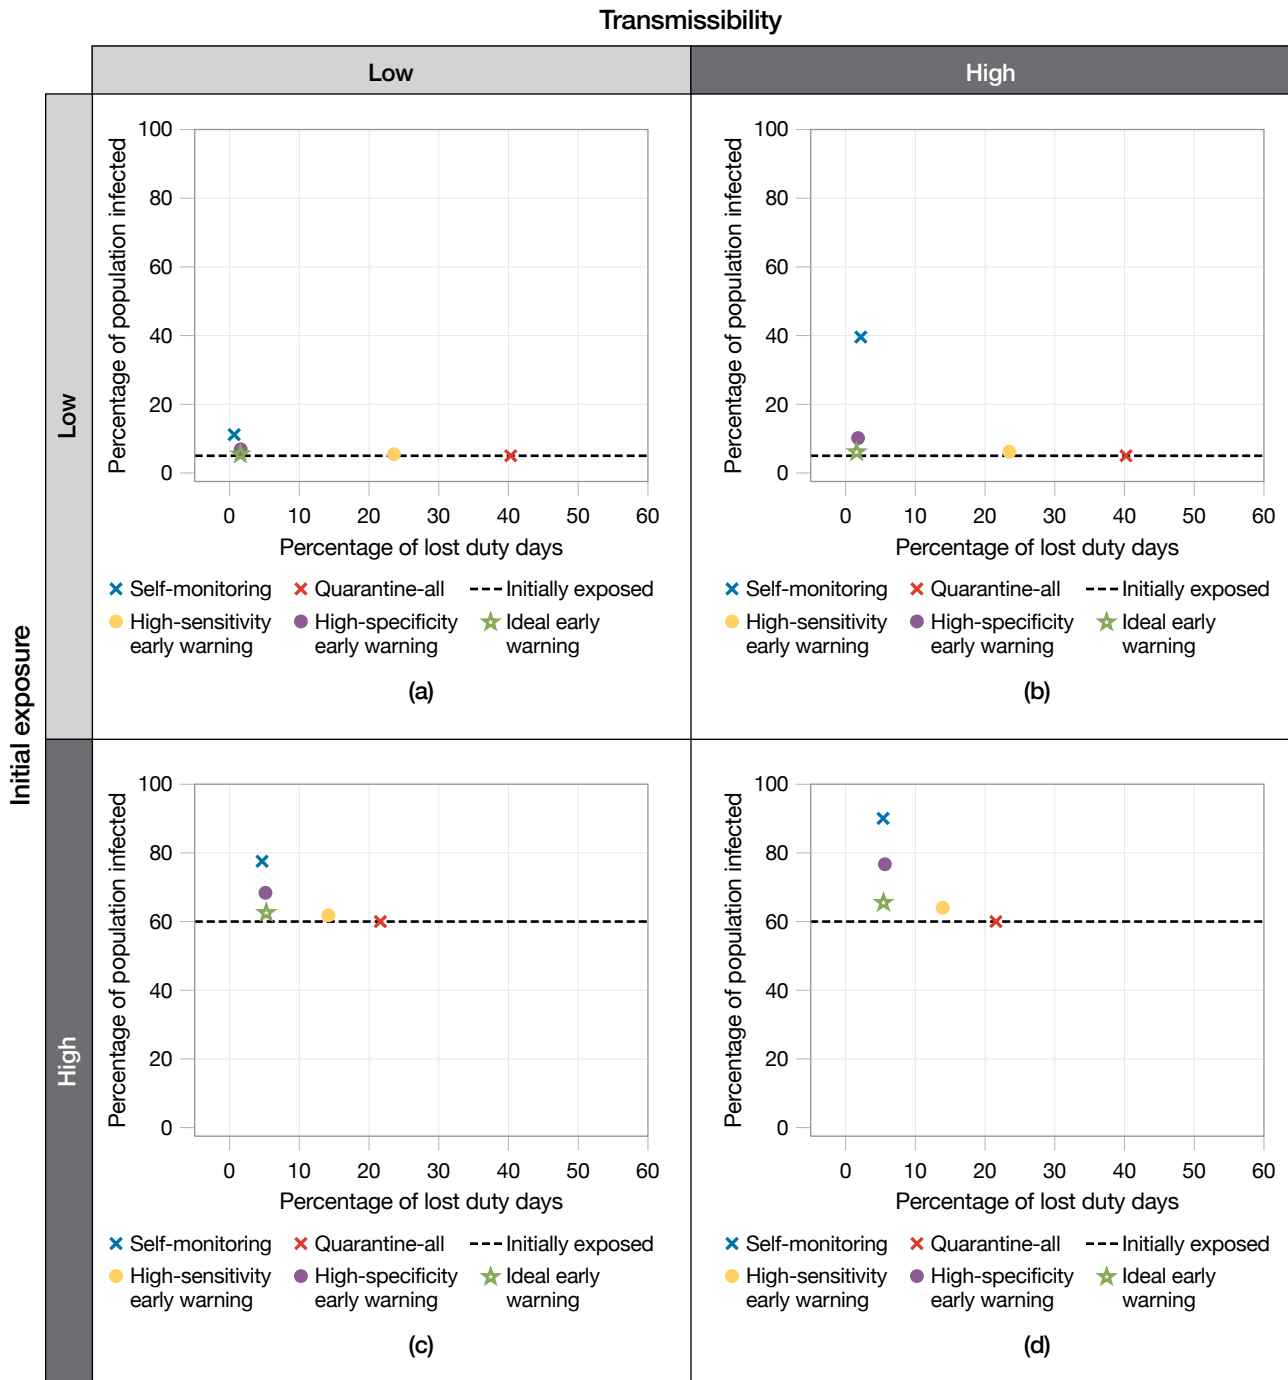 Transmissibility
Low
High
Initial exposure
Low
Percentage of population infected
100
80
60
40
20
0
0 10 20 30 40 50 60
Percentage of lost duty days
Self-monitoring Quarantine-all Initially exposed
High-sensitivity early warning High-specificity early warning Ideal early warning
(a)
Percentage of population infected
100
80
60
40
20
0
0 10 20 30 40 50 60
Percentage of lost duty days
Self-monitoring Quarantine-all Initially exposed
High-sensitivity early warning High-specificity early warning Ideal early warning
(b)
High
Percentage of population infected
100
80
60
40
20
0
0 10 20 30 40 50 60
Percentage of lost duty days
Self-monitoring Quarantine-all Initially exposed
High-sensitivity early warning High-specificity early warning Ideal early warning
(c)
Percentage of population infected
100
80
60
40
20
0
0 10 20 30 40 50 60
Percentage of lost duty days
Self-monitoring Quarantine-all Initially exposed
High-sensitivity early warning High-specificity early warning Ideal early warning
(d)